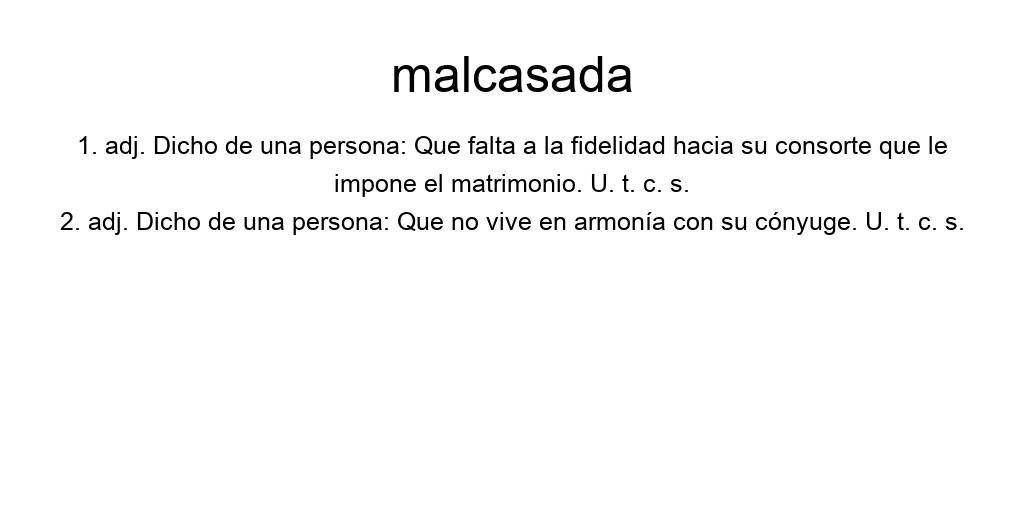 malcasada
1. adj. Dicho de una persona: Que falta a la fidelidad hacia su consorte que le
impone el matrimonio. U. t. c. s.
2. adj. Dicho de una persona: Que no vive en armonía con su cónyuge. U. t. c. s.